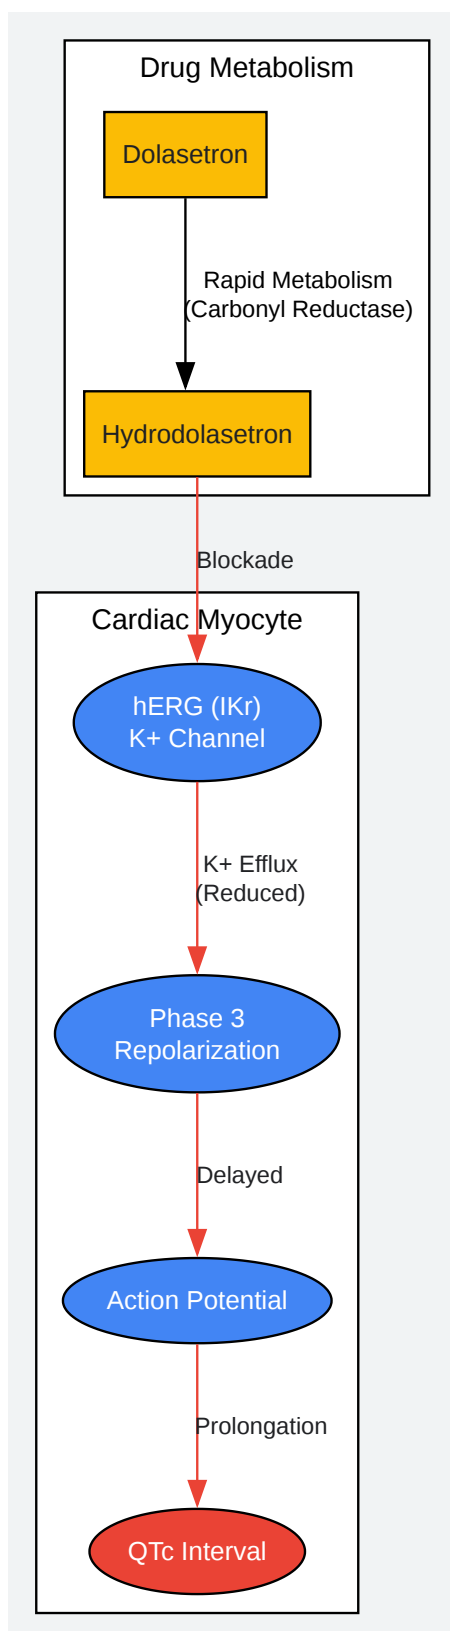 Drug Metabolism
Dolasetron
Rapid Metabolism
(Carbonyl Reductase)
Hydrodolasetron
Blockade
Cardiac Myocyte
hERG (IKr)
K+ Channel
K+ Efflux
(Reduced)
Phase 3
Repolarization
Delayed
Action Potential
Prolongation
QTc Interval